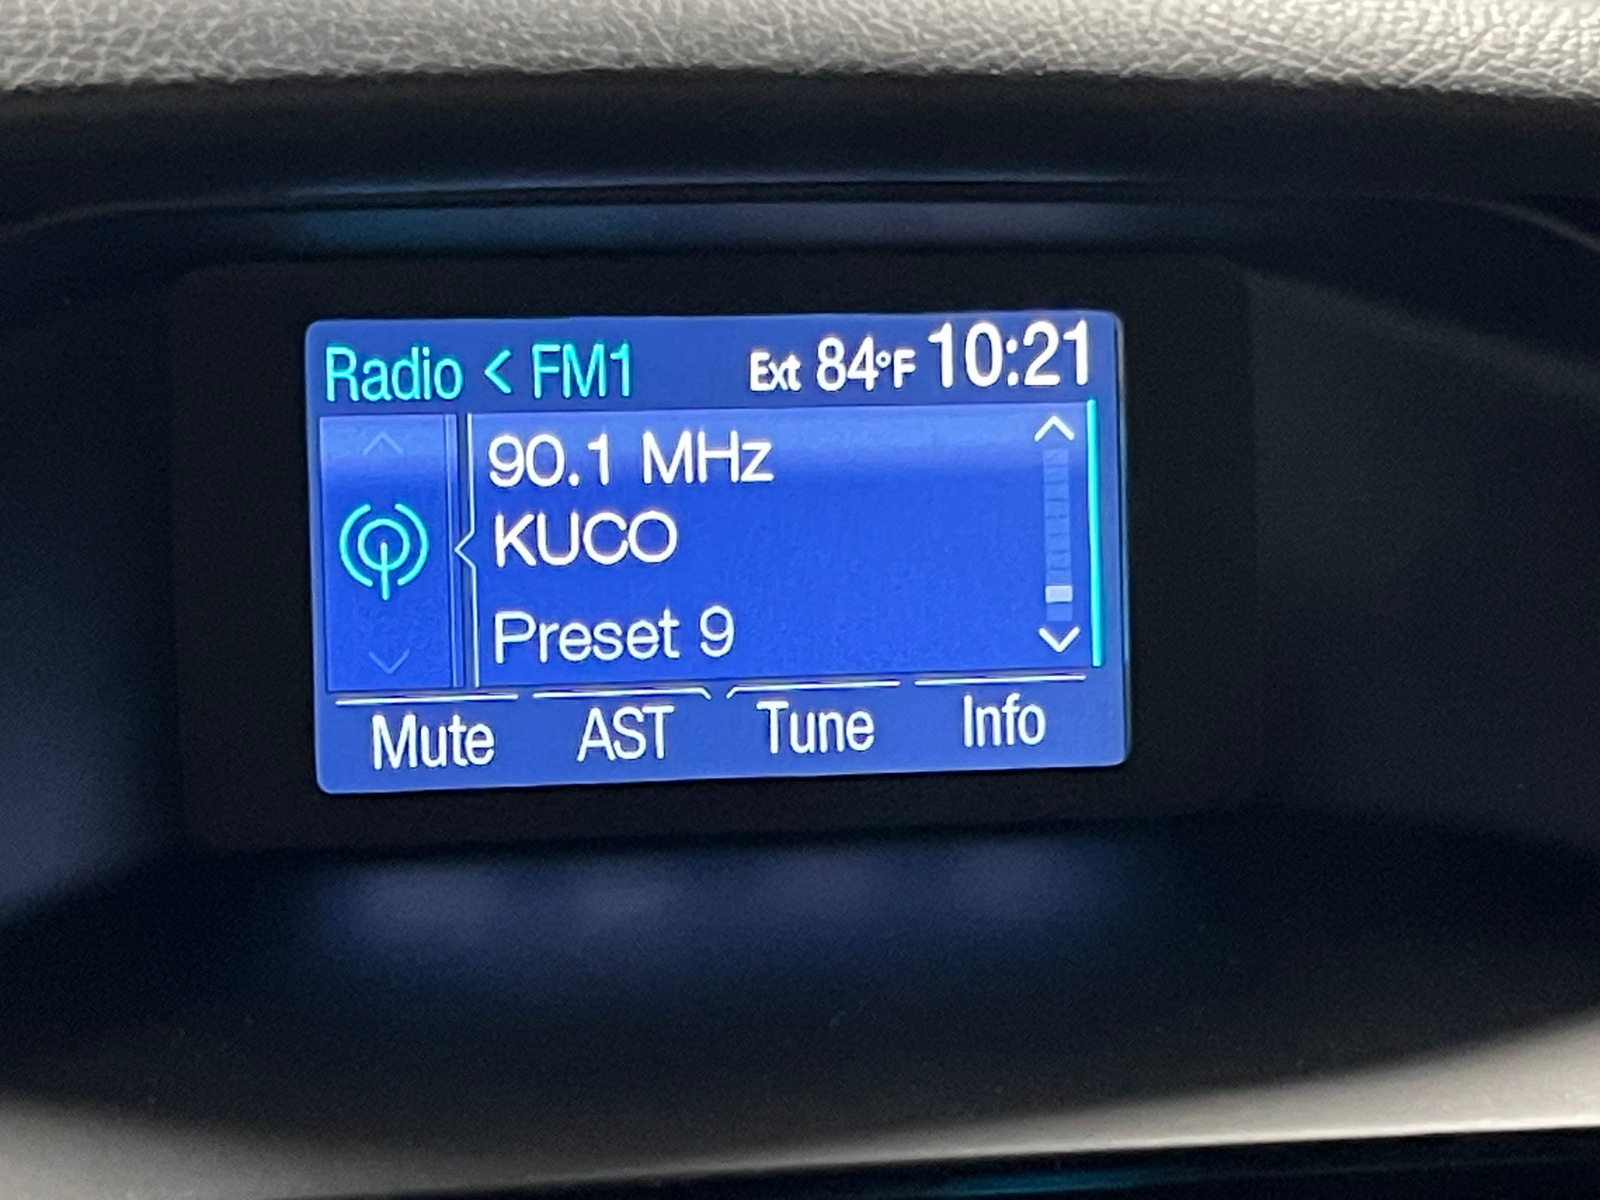 Radio < FM1 Ext 84°F 10:21
90.1 MHz
KUCO
Preset 9
Mute AST Tune Info